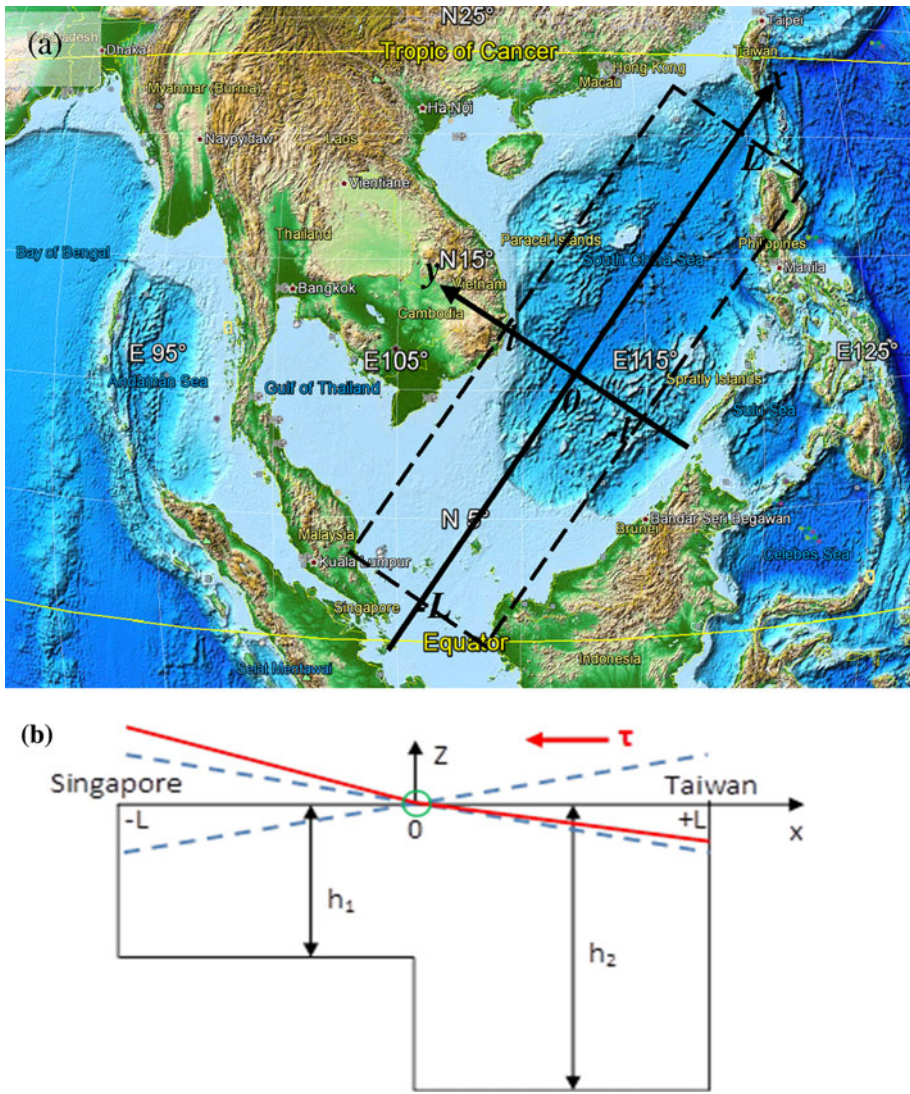 (a)
N25°
Taipei
Dhaka
Tropic of Cancer
Taiwan
Hong Kong
Macau
x
Myanmar (Burma)
Ha Noi
Naypyidaw
Laos
Vientiane
L
Thailand
Paracel Islands
Philippines
Bay of Bengal
N15°
South China Sea
Manila
y
Vietnam
Bangkok
Cambodia
l
E 95°
E105°
E115°
E125°
Andaman Sea
Gulf of Thailand
Spratly Islands
0
Sulu Sea
-l
N 5°
Brunei
Bandar Seri Begawan
Malaysia
Kuala Lumpur
Celebes Sea
Singapore
-L
Equator
Indonesia
Selat Mentawai
(b)
τ
Z
Singapore
Taiwan
-L
0
+L
x
h₁
h₂